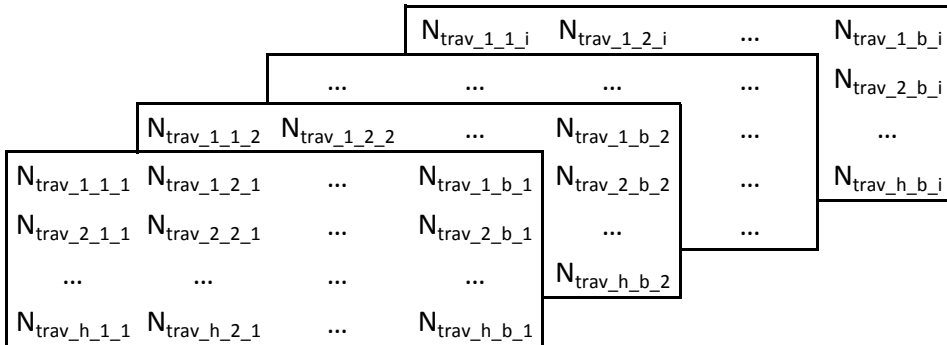 N_trav_1_1_i N_trav_1_2_i ... N_trav_1_b_i
... ... ... ... N_trav_2_b_i
N_trav_1_1_2 N_trav_1_2_2 ... N_trav_1_b_2 ... ...
N_trav_1_1_1 N_trav_1_2_1 ... N_trav_1_b_1 N_trav_2_b_2 ... N_trav_h_b_i
N_trav_2_1_1 N_trav_2_2_1 ... N_trav_2_b_1 ... ...
... ... ... ... N_trav_h_b_2
N_trav_h_1_1 N_trav_h_2_1 ... N_trav_h_b_1